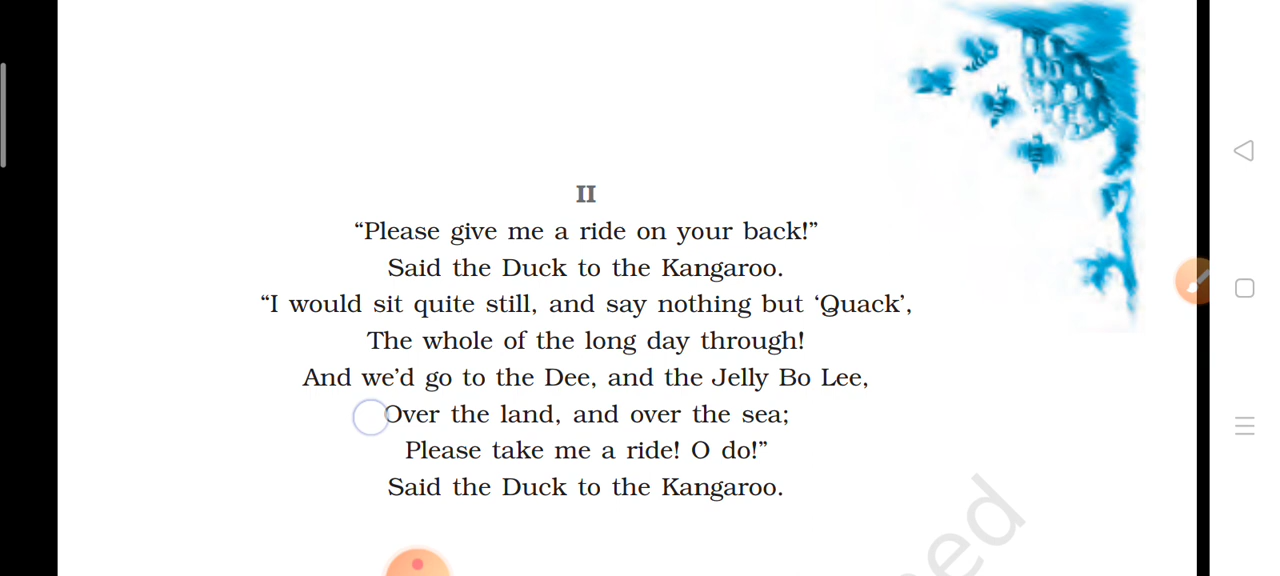 II
“Please give me a ride on your back!”
Said the Duck to the Kangaroo.
“I would sit quite still, and say nothing but ‘Quack’,
The whole of the long day through!
And we’d go to the Dee, and the Jelly Bo Lee,
Over the land, and over the sea;
Please take me a ride! O do!”
Said the Duck to the Kangaroo.
ed